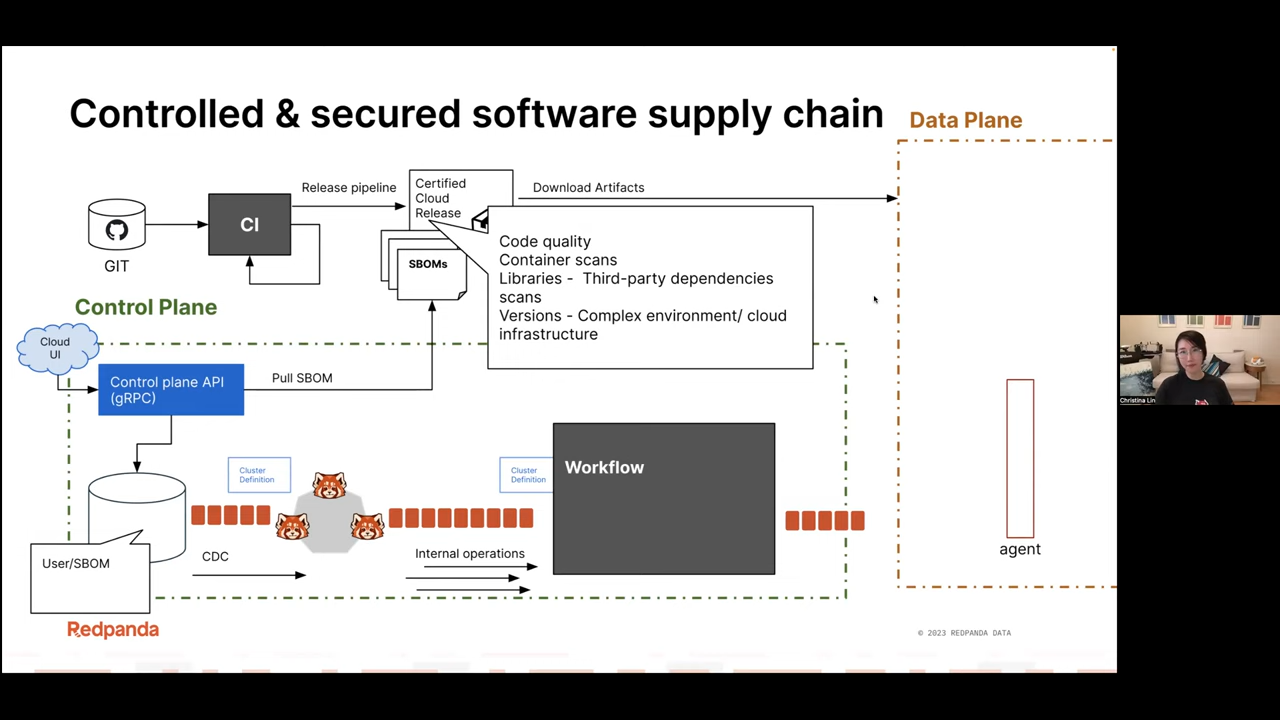 Controlled & secured software supply chain
Data Plane
Release pipeline
Certified
Cloud
Release
Download Artifacts
CI
GIT
SBOMs
Code quality
Container scans
Libraries - Third-party dependencies
scans
Versions - Complex environment/ cloud
infrastructure
Control Plane
Cloud
UI
Control plane API
(gRPC)
Pull SBOM
Cluster
Definition
Cluster
Definition
Workflow
CDC
Internal operations
User/SBOM
agent
Redpanda
© 2023 REDPANDA DATA
Christina Lin